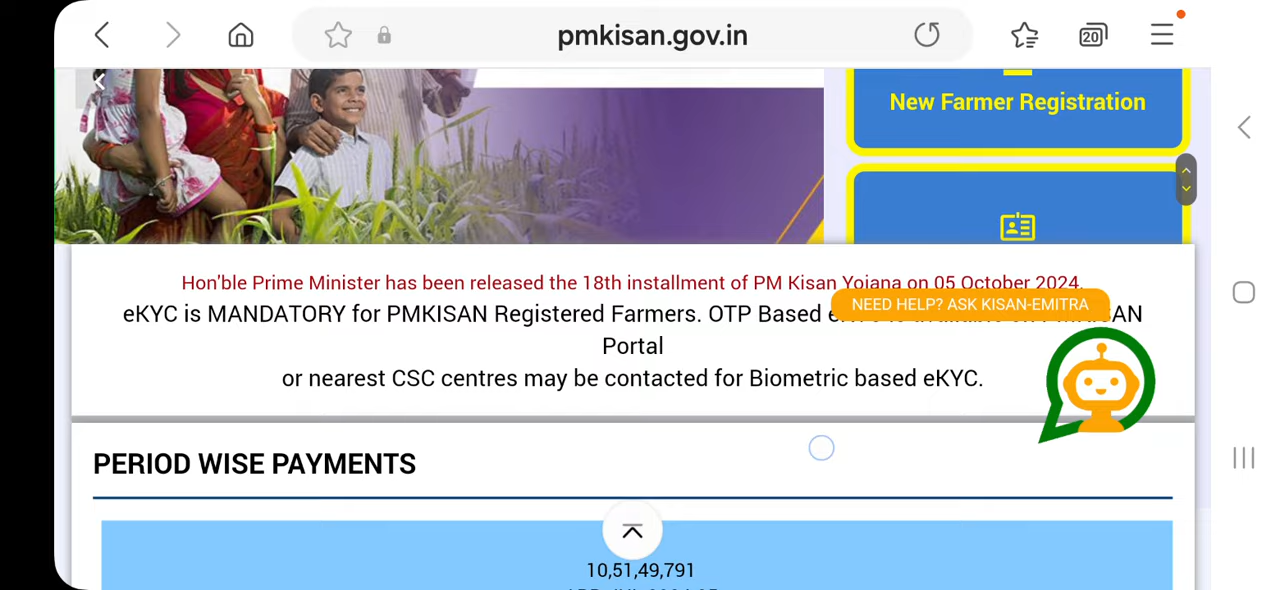 pmkisan.gov.in
20
New Farmer Registration
Hon'ble Prime Minister has been released the 18th installment of PM Kisan Yojana on 05 October 2024.
NEED HELP? ASK KISAN-EMITRA
eKYC is MANDATORY for PMKISAN Registered Farmers. OTP Based
Portal
or nearest CSC centres may be contacted for Biometric based eKYC.
PERIOD WISE PAYMENTS
10,51,49,791